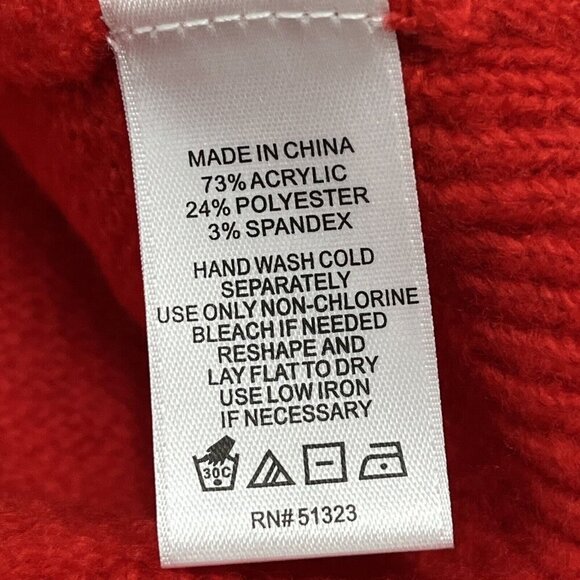 MADE IN CHINA
73% ACRYLIC
24% POLYESTER
3% SPANDEX
HAND WASH COLD
SEPARATELY
USE ONLY NON-CHLORINE
BLEACH IF NEEDED
RESHAPE AND
LAY FLAT TO DRY
USE LOW IRON
IF NECESSARY
30C
RN# 51323